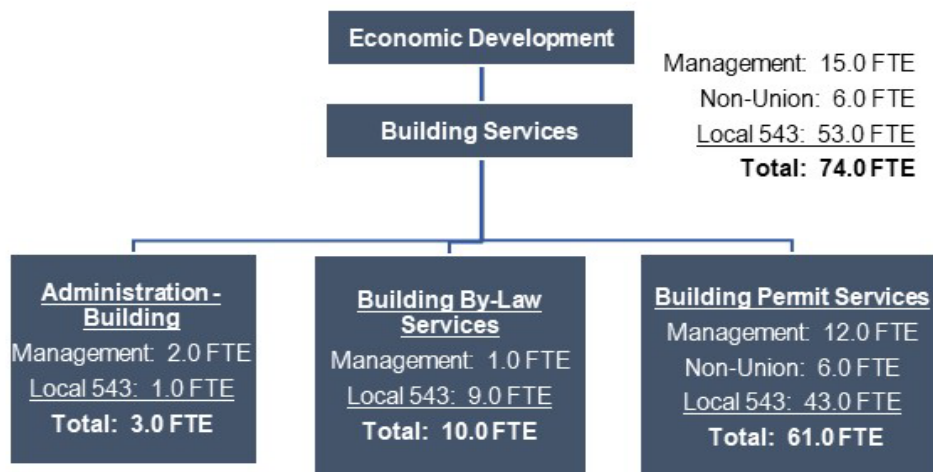 Economic Development
Building Services
Management: 15.0 FTE
Non-Union: 6.0 FTE
Local 543: 53.0 FTE
Total: 74.0 FTE
Administration -
Building
Management: 2.0 FTE
Local 543: 1.0 FTE
Total: 3.0 FTE
Building By-Law
Services
Management: 1.0 FTE
Local 543: 9.0 FTE
Total: 10.0 FTE
Building Permit Services
Management: 12.0 FTE
Non-Union: 6.0 FTE
Local 543: 43.0 FTE
Total: 61.0 FTE